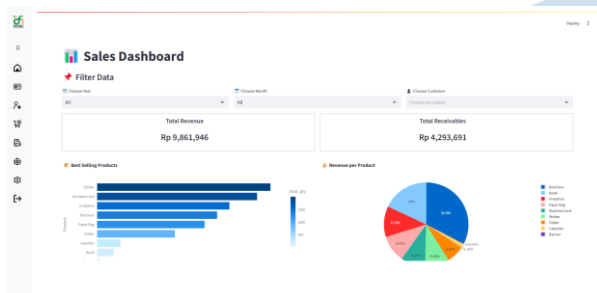 Deploy
Sales Dashboard
Filter Data
Choose Year
Choose Month
Choose Customer
All
All
Choose an option
Total Revenue
Rp 9,861,946
Total Receivables
Rp 4,293,691
Best Selling Products
Revenue per Product
Product
Sticker
Business Card
Invitation
Brochure
Paper Bag
Folder
Calendar
Book
total_qty
Brochure
Book
Invitation
Paper Bag
Business Card
Sticker
Folder
Calendar
Banner